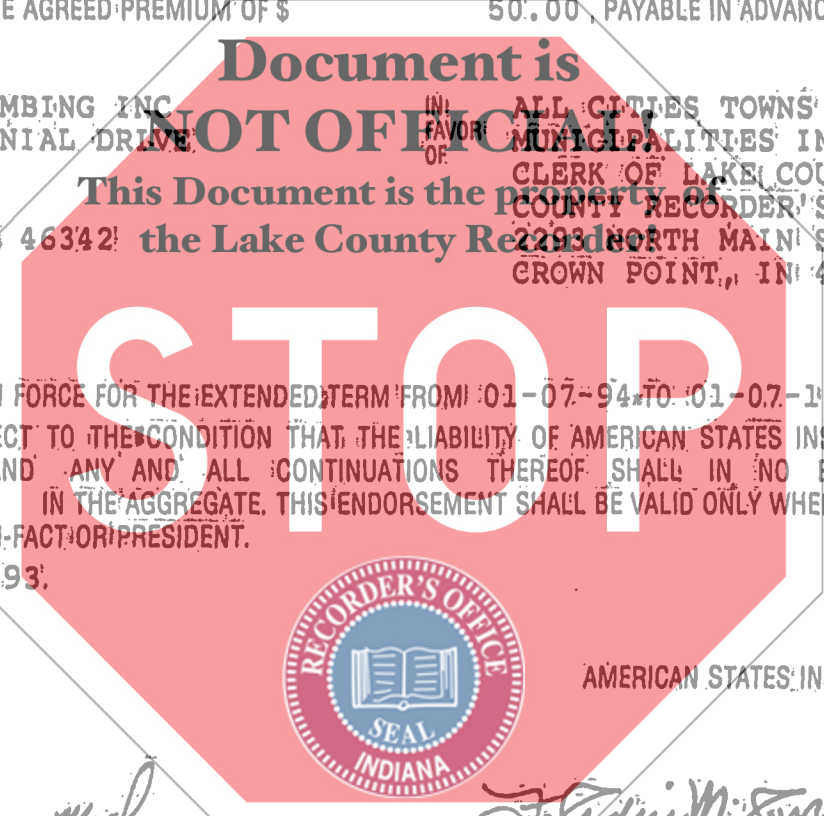 E AGREED PREMIUM OF $ 50.00, PAYABLE IN ADVANC
Document is
NOT OFFICIAL!
This Document is the property of
the Lake County Recorder!
MBING INC
NIAL DRIVE
46342
IN
FAVOR
OF
ALL CITIES TOWNS
MUNICIPALITIES IN
CLERK OF LAKE COU
COUNTY RECORDER'S
2293 NORTH MAIN S
CROWN POINT, IN 4
STOP
FORCE FOR THE EXTENDED TERM FROM 01-07-94 TO 01-07-1
ECT TO THE CONDITION THAT THE LIABILITY OF AMERICAN STATES INS
AND ANY AND ALL CONTINUATIONS THEREOF SHALL IN NO E
IN THE AGGREGATE. THIS ENDORSEMENT SHALL BE VALID ONLY WHE
-FACT OR PRESIDENT.
93.
RECORDER'S OFFICE
SEAL
INDIANA
AMERICAN STATES IN